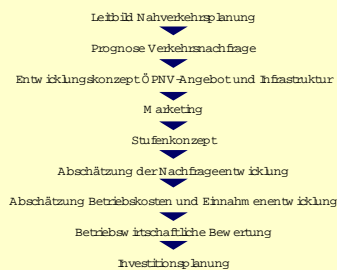 Leitbild Nahverkehrsplanung
Prognose Verkehrsnachfrage
Entwicklungskonzept ÖPNV-Angebot und Infrastruktur
Marketing
Stufenkonzept
Abschätzung der Nachfrageentwicklung
Abschätzung Betriebskosten und Einnahmenentwicklung
Betriebswirtschaftliche Bewertung
Investitionsplanung